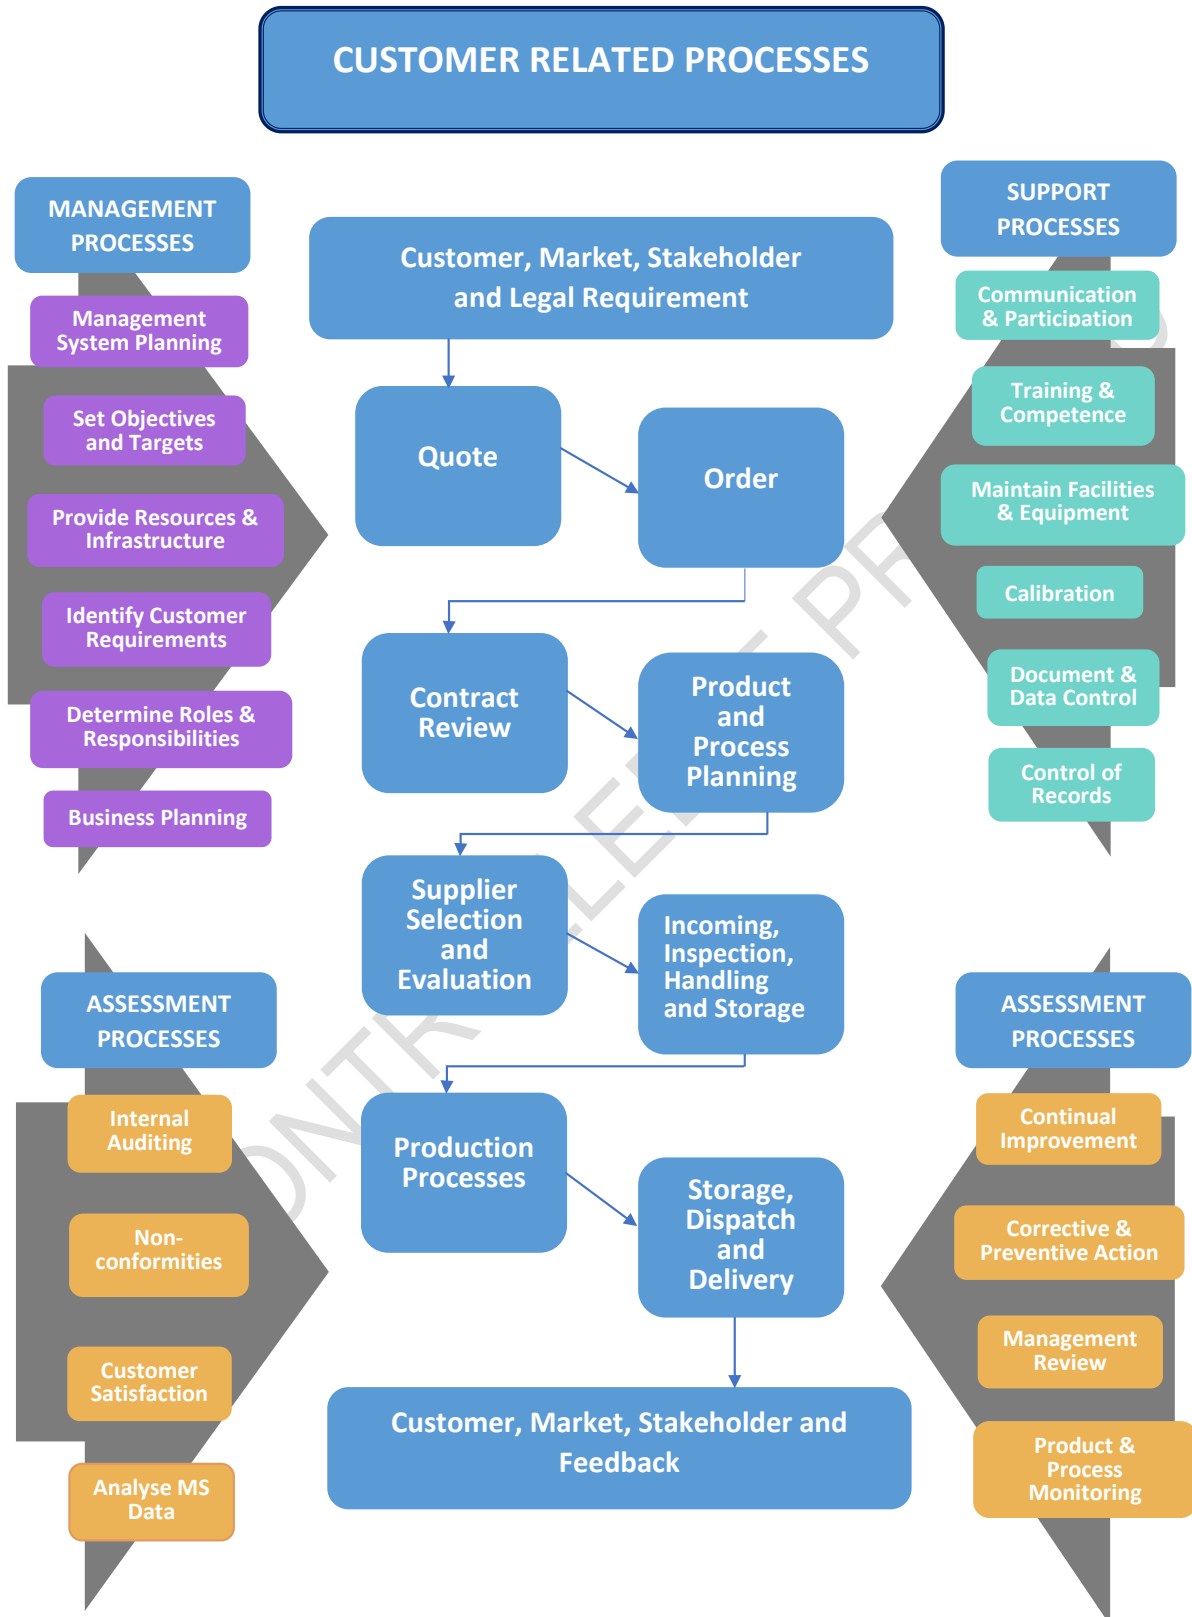 CUSTOMER RELATED PROCESSES
MANAGEMENT
PROCESSES
Management
System Planning
Set Objectives
and Targets
Provide Resources &
Infrastructure
Identify Customer
Requirements
Determine Roles &
Responsibilities
Business Planning
Customer, Market, Stakeholder
and Legal Requirement
Quote
Order
Contract
Review
Product
and
Process
Planning
Supplier
Selection
and
Evaluation
Incoming,
Inspection,
Handling
and Storage
Production
Processes
Storage,
Dispatch
and
Delivery
Customer, Market, Stakeholder and
Feedback
SUPPORT
PROCESSES
Communication
& Participation
Training &
Competence
Maintain Facilities
& Equipment
Calibration
Document &
Data Control
Control of
Records
ASSESSMENT
PROCESSES
Internal
Auditing
Non-
conformities
Customer
Satisfaction
Analyse MS
Data
ASSESSMENT
PROCESSES
Continual
Improvement
Corrective &
Preventive Action
Management
Review
Product &
Process
Monitoring